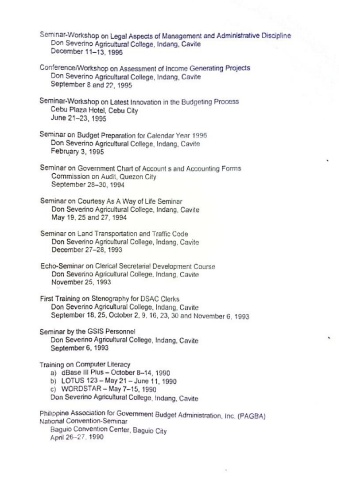 Seminar-Workshop on Legal Aspects of Management and Administrative Discipline
Don Severino Agricultural College, Indang, Cavite
December 11–13, 1996
Conference/Workshop on Assessment of Income Generating Projects
Don Severino Agricultural College, Indang, Cavite
September 8 and 22, 1995
Seminar-Workshop on Latest Innovation in the Budgeting Process
Cebu Plaza Hotel, Cebu City
June 21–23, 1995
Seminar on Budget Preparation for Calendar Year 1996
Don Severino Agricultural College, Indang, Cavite
February 3, 1995
Seminar on Government Chart of Account s and Accounting Forms
Commission on Audit, Quezon City
September 28–30, 1994
Seminar on Courtesy As A Way of Life Seminar
Don Severino Agricultural College, Indang, Cavite
May 19, 25 and 27, 1994
Seminar on Land Transportation and Traffic Code
Don Severino Agricultural College, Indang, Cavite
December 27–28, 1993
Echo-Seminar on Clerical Secretarial Development Course
Don Severino Agricultural College, Indang, Cavite
November 25, 1993
First Training on Stenography for DSAC Clerks
Don Severino Agricultural College, Indang, Cavite
September 18, 25, October 2, 9, 16, 23, 30 and November 6, 1993
Seminar by the GSIS Personnel
Don Severino Agricultural College, Indang, Cavite
September 6, 1993
Training on Computer Literacy
a) dBase III Plus – October 8–14, 1990
b) LOTUS 123 – May 21 – June 11, 1990
c) WORDSTAR – May 7–15, 1990
Don Severino Agricultural College, Indang, Cavite
Philippine Association for Government Budget Administration, Inc. (PAGBA)
National Convention-Seminar
Baguio Convention Center, Baguio City
April 26–27, 1990